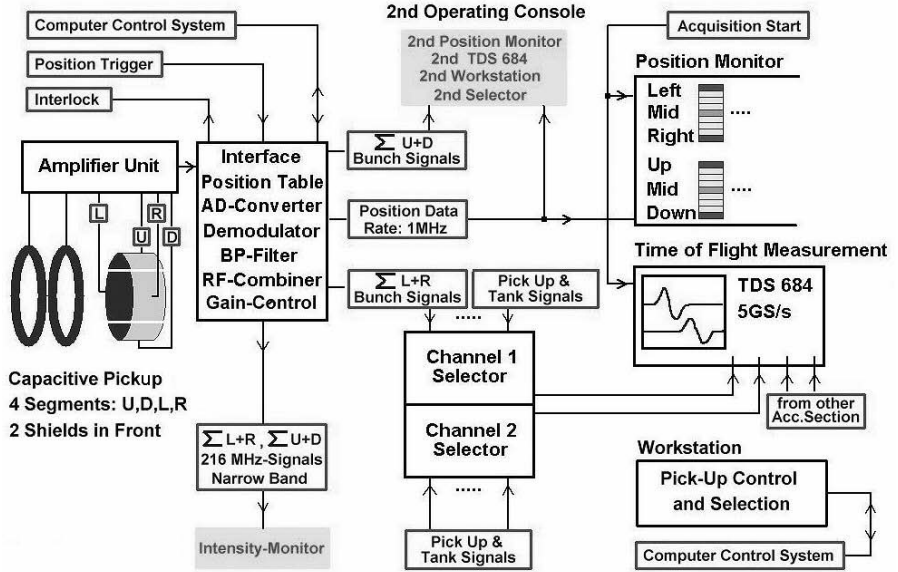 Computer Control System
Position Trigger
Interlock
2nd Operating Console
2nd Position Monitor
2nd TDS 684
2nd Workstation
2nd Selector
Acquisition Start
Position Monitor
Left
Mid
Right
....
Up
Mid
Down
....
Amplifier Unit
L
R
U
D
Interface
Position Table
AD-Converter
Demodulator
BP-Filter
RF-Combiner
Gain-Control
∑ U+D
Bunch Signals
Position Data
Rate: 1MHz
∑ L+R
Bunch Signals
Pick Up &
Tank Signals
.....
Channel 1
Selector
Channel 2
Selector
.....
Pick Up &
Tank Signals
Time of Flight Measurement
TDS 684
5GS/s
from other
Acc.Section
Capacitive Pickup
4 Segments: U,D,L,R
2 Shields in Front
∑ L+R , ∑ U+D
216 MHz-Signals
Narrow Band
Intensity-Monitor
Workstation
Pick-Up Control
and Selection
Computer Control System